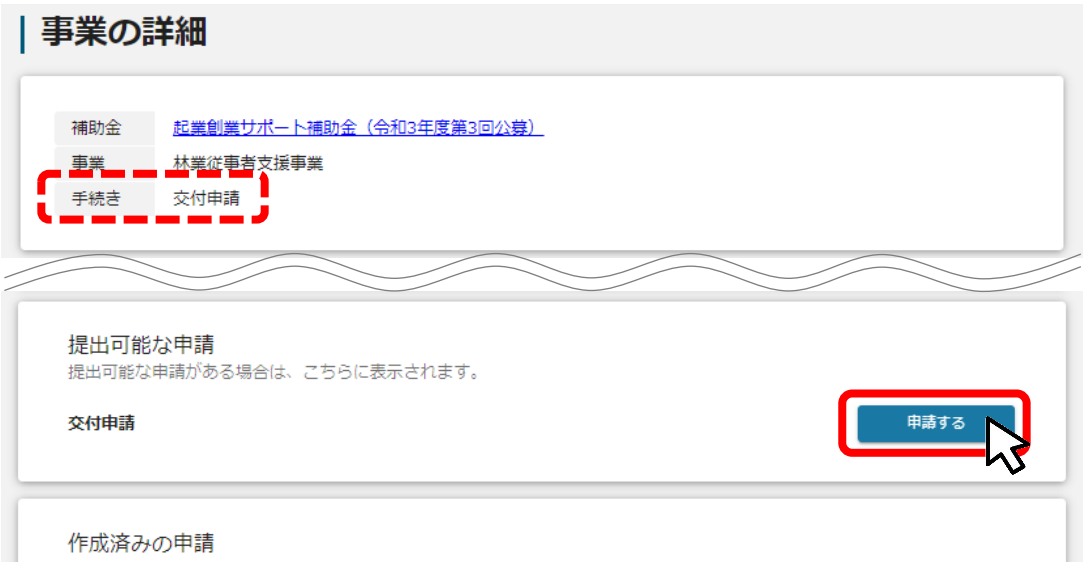 事業の詳細
補助金 起業創業サポート補助金（令和3年度第3回公募）
事業 林業従事者支援事業
手続き 交付申請
提出可能な申請
提出可能な申請がある場合は、こちらに表示されます。
交付申請 申請する
作成済みの申請